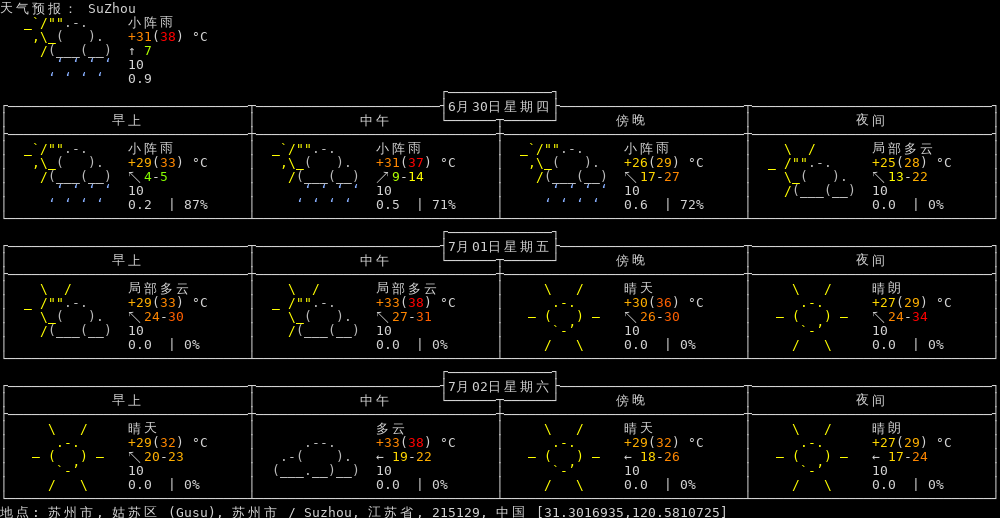 天气预报: SuZhou
小阵雨
+31(38) °C
↑ 7
10
0.9
6月30日星期四
早上 中午 傍晚 夜间
小阵雨 小阵雨 小阵雨 局部多云
+29(33) °C +31(37) °C +26(29) °C +25(28) °C
↖ 4-5 ↗ 9-14 ↖ 17-27 ↖ 13-22
10 10 10 10
0.2 | 87% 0.5 | 71% 0.6 | 72% 0.0 | 0%
7月01日星期五
早上 中午 傍晚 夜间
局部多云 局部多云 晴天 晴朗
+29(33) °C +33(38) °C +30(36) °C +27(29) °C
↖ 24-30 ↖ 27-31 ↖ 26-30 ↖ 24-34
10 10 10 10
0.0 | 0% 0.0 | 0% 0.0 | 0% 0.0 | 0%
7月02日星期六
早上 中午 傍晚 夜间
晴天 多云 晴天 晴朗
+29(32) °C +33(38) °C +29(32) °C +27(29) °C
↖ 20-23 ← 19-22 ← 18-26 ← 17-24
10 10 10 10
0.0 | 0% 0.0 | 0% 0.0 | 0% 0.0 | 0%
地点: 苏州市, 姑苏区 (Gusu), 苏州市 / Suzhou, 江苏省, 215129, 中国 [31.3016935,120.5810725]